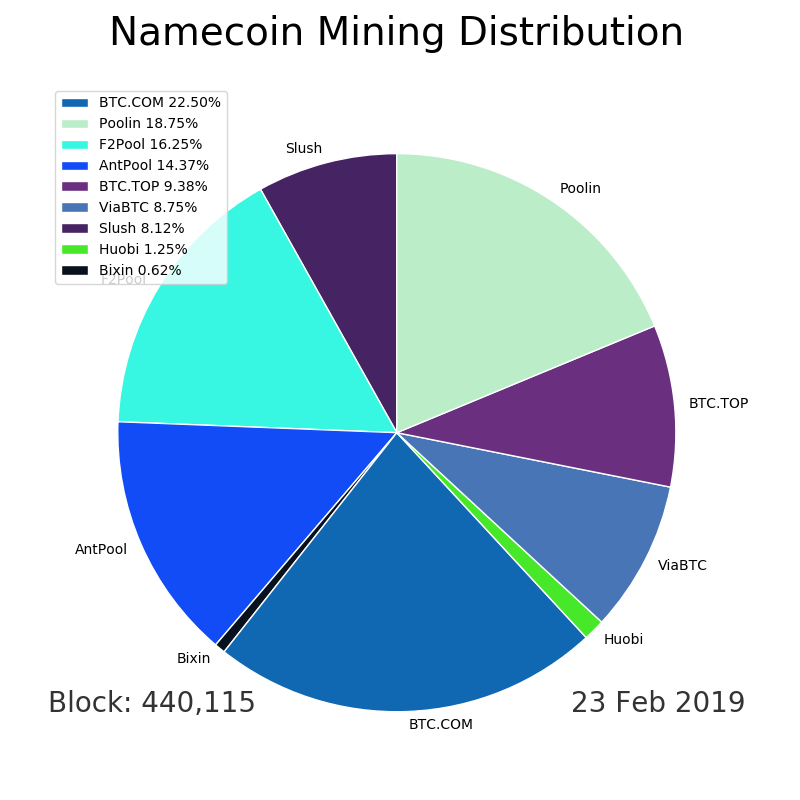 Namecoin Mining Distribution
BTC.COM 22.50%
Poolin 18.75%
F2Pool 16.25%
AntPool 14.37%
BTC.TOP 9.38%
ViaBTC 8.75%
Slush 8.12%
Huobi 1.25%
Bixin 0.62%
Slush
Poolin
F2Pool
BTC.TOP
AntPool
ViaBTC
Huobi
Bixin
BTC.COM
Block: 440,115
23 Feb 2019